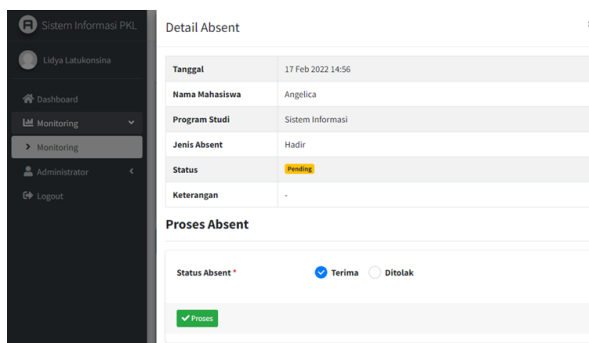 Sistem Informasi PKL
Lidya Latukonsina
Dashboard
Monitoring
Monitoring
Administrator
Logout
Detail Absent
Tanggal 17 Feb 2022 14:56
Nama Mahasiswa Angelica
Program Studi Sistem Informasi
Jenis Absent Hadir
Status Pending
Keterangan -
Proses Absent
Status Absent * Terima Ditolak
Proses